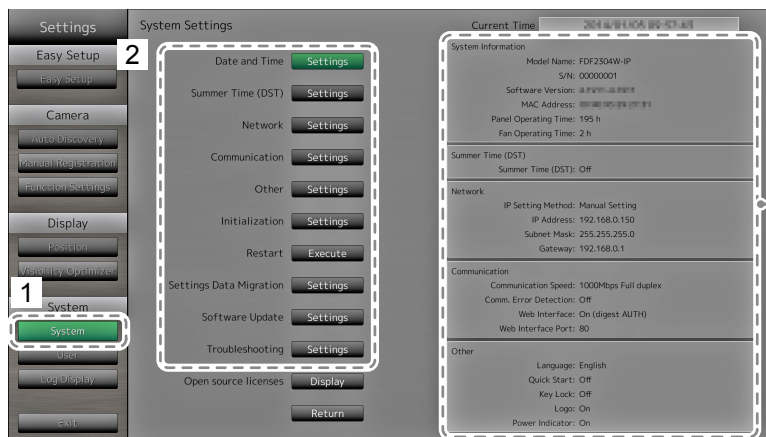 Settings
System Settings
Current Time
Easy Setup
Easy Setup
Camera
Auto Discovery
Manual Registration
Function Settings
Display
Position
Visibility Optimizer
1
System
System
User
Log Display
Exit
2
Date and Time Settings
Summer Time (DST) Settings
Network Settings
Communication Settings
Other Settings
Initialization Settings
Restart Execute
Settings Data Migration Settings
Software Update Settings
Troubleshooting Settings
Open source licenses Display
Return
System Information
Model Name: FDF2304W-IP
S/N: 00000001
Software Version:
MAC Address:
Panel Operating Time: 195 h
Fan Operating Time: 2 h
Summer Time (DST)
Summer Time (DST): Off
Network
IP Setting Method: Manual Setting
IP Address: 192.168.0.150
Subnet Mask: 255.255.255.0
Gateway: 192.168.0.1
Communication
Communication Speed: 1000Mbps Full duplex
Comm. Error Detection: Off
Web Interface: On (digest AUTH)
Web Interface Port: 80
Other
Language: English
Quick Start: Off
Key Lock: Off
Logo: On
Power Indicator: On